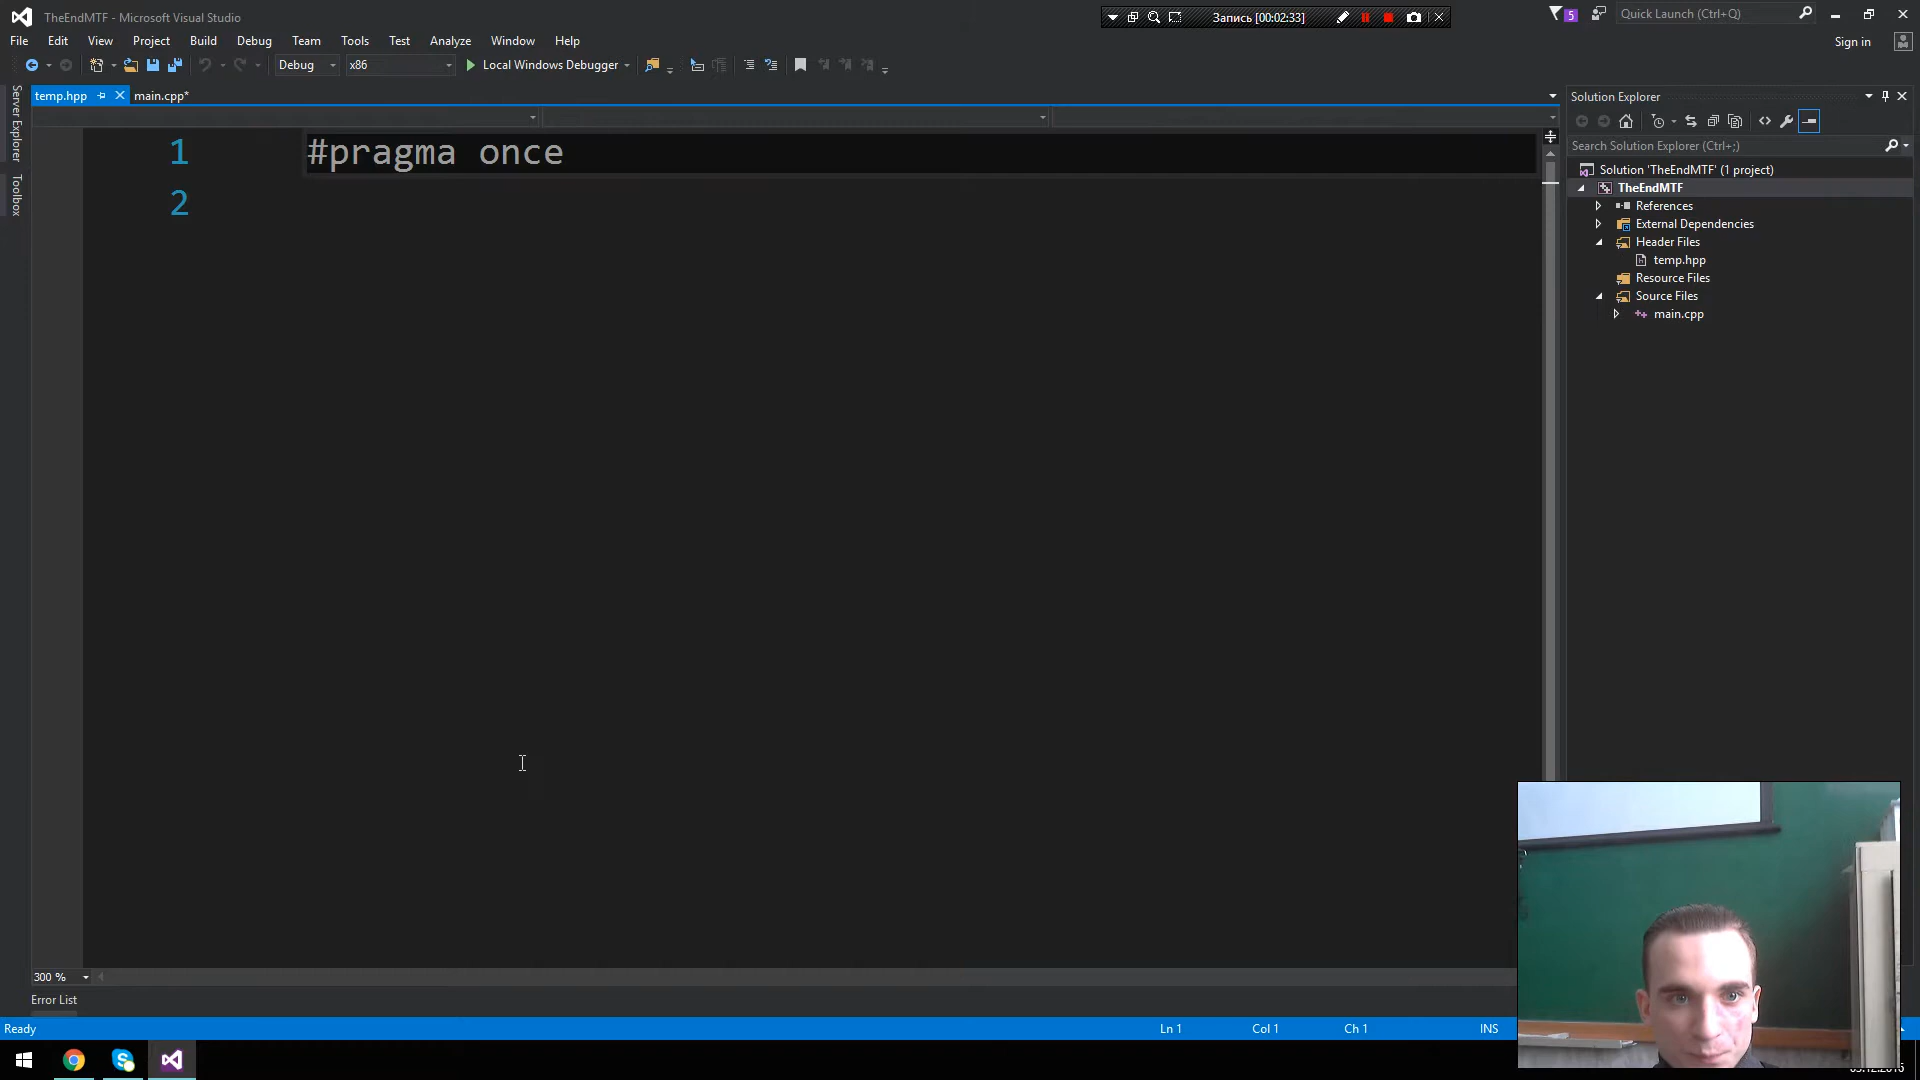 TheEndMTF - Microsoft Visual Studio
Запись [00:02:33]
5
Quick Launch (Ctrl+Q)
File Edit View Project Build Debug Team Tools Test Analyze Window Help
Sign in
Debug x86 Local Windows Debugger
Server Explorer
Toolbox
temp.hpp main.cpp*
1 #pragma once
2
Solution Explorer
Search Solution Explorer (Ctrl+;)
Solution 'TheEndMTF' (1 project)
TheEndMTF
References
External Dependencies
Header Files
temp.hpp
Resource Files
Source Files
main.cpp
300 %
Error List
Ready Ln 1 Col 1 Ch 1 INS